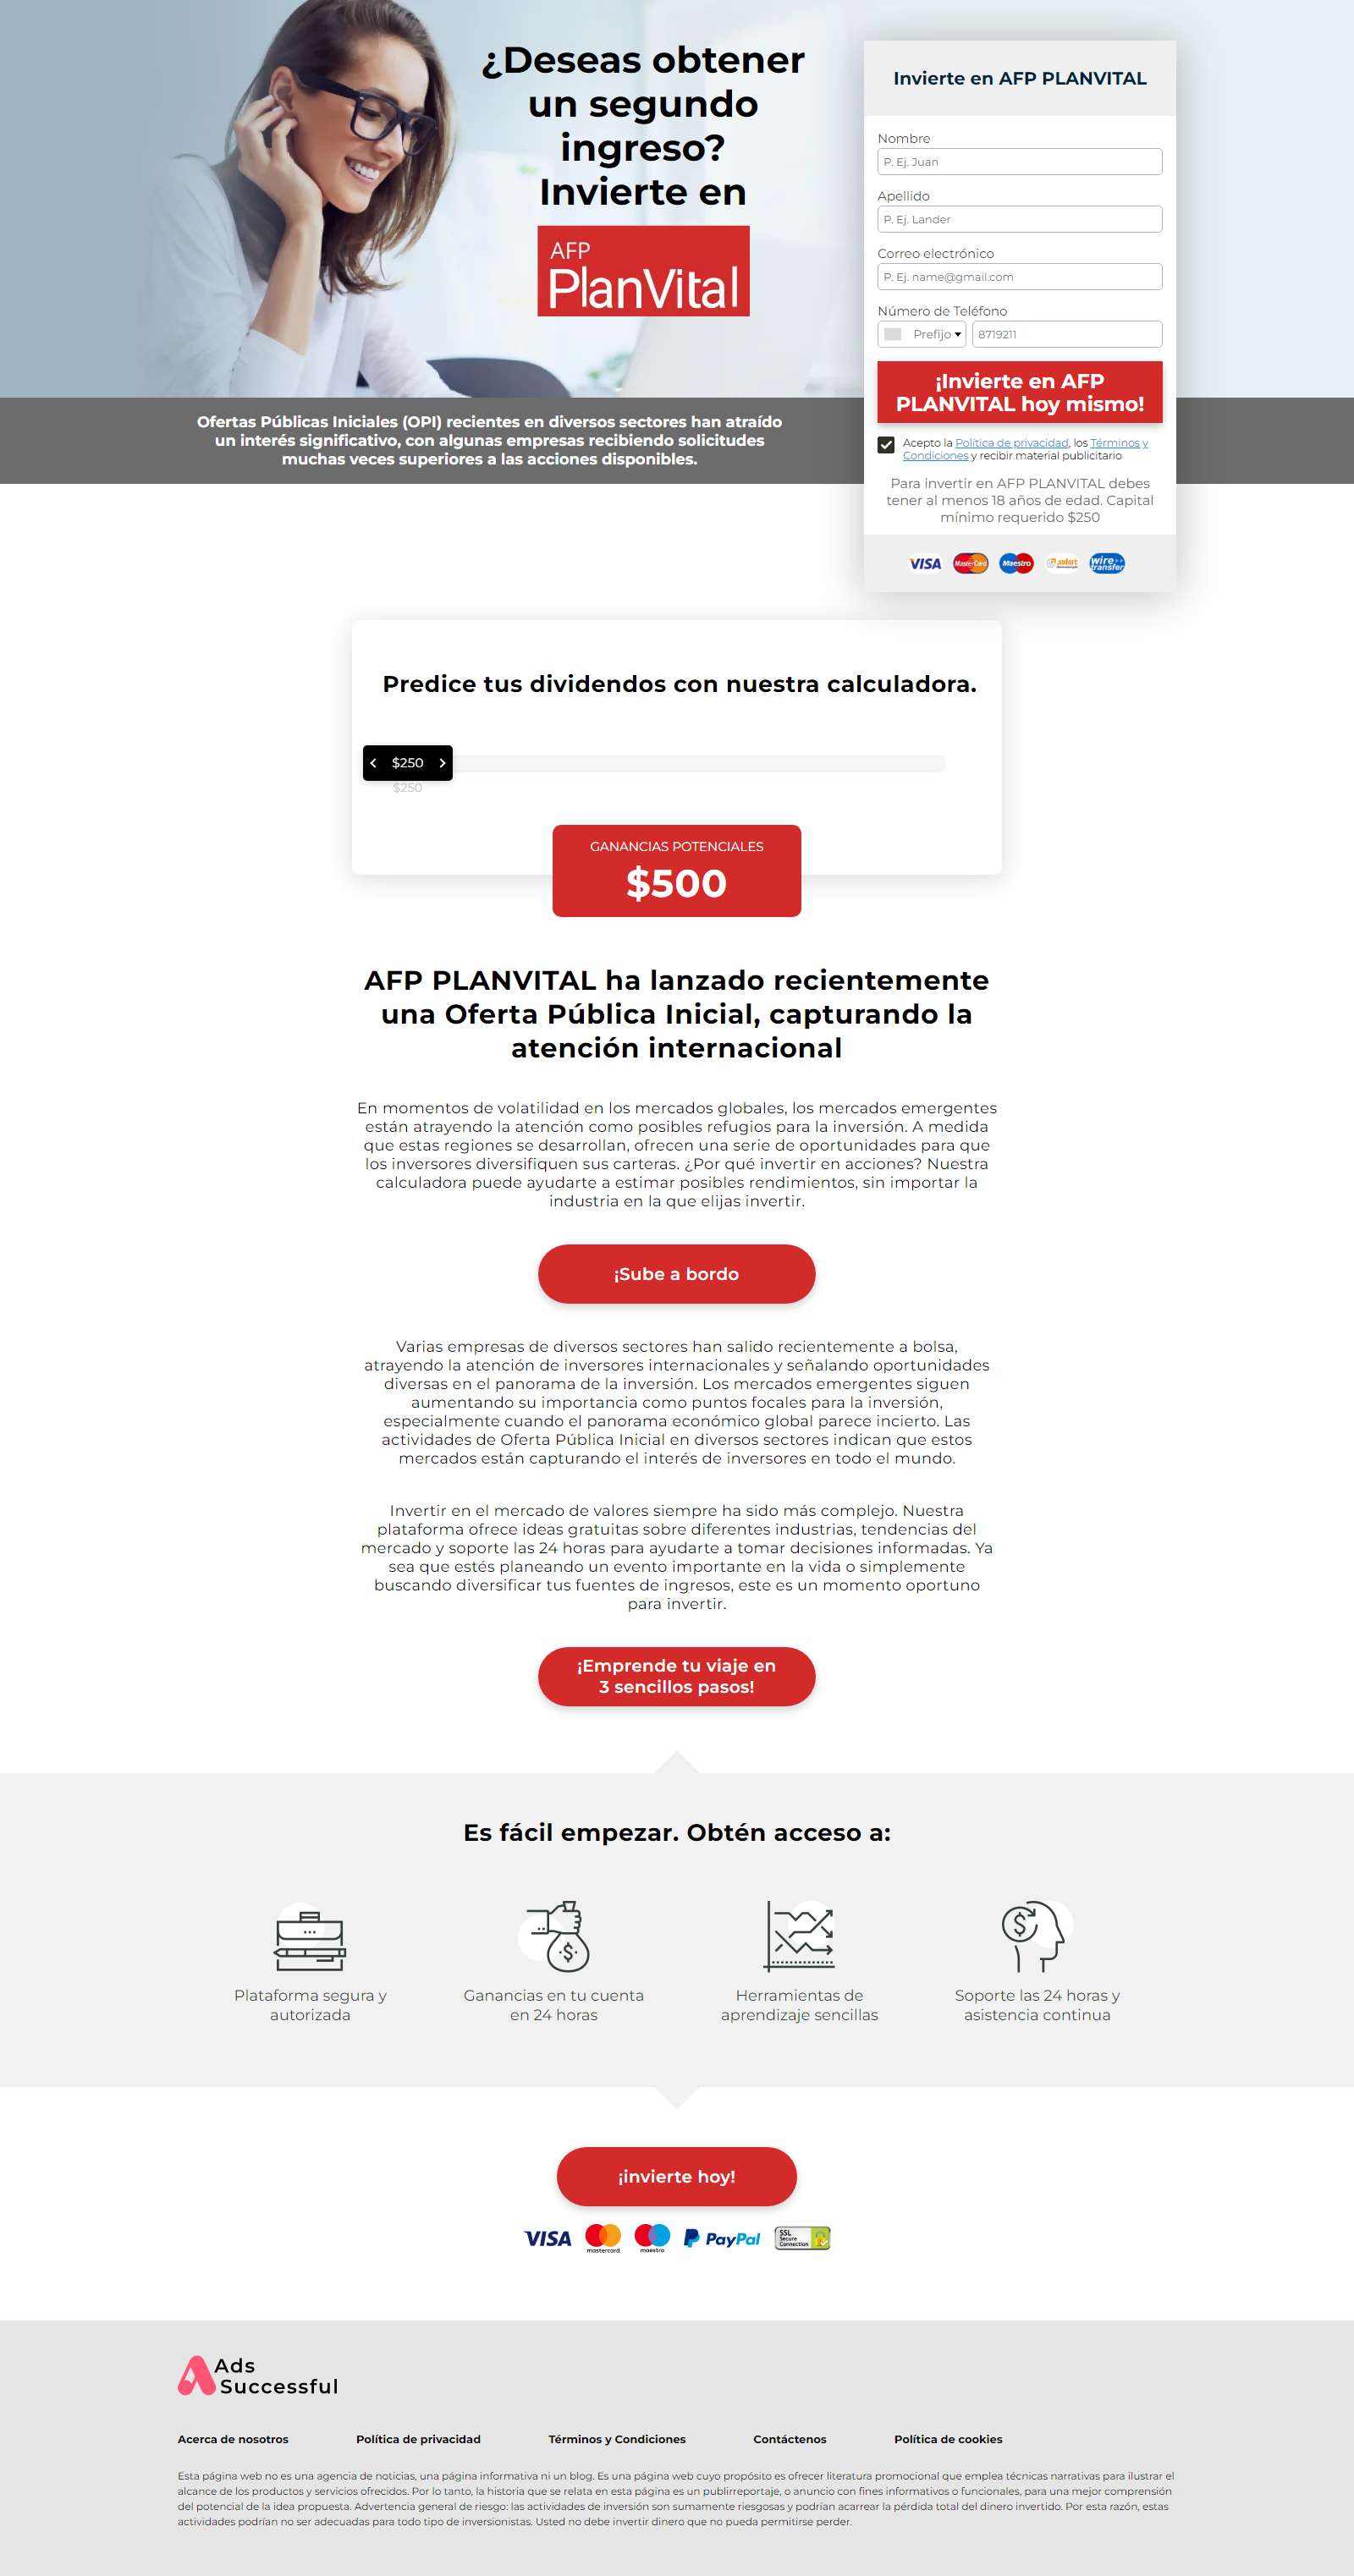 ¿Deseas obtener
un segundo
ingreso?
Invierte en
AFP
PlanVital
Ofertas Públicas Iniciales (OPI) recientes en diversos sectores han atraído
un interés significativo, con algunas empresas recibiendo solicitudes
muchas veces superiores a las acciones disponibles.
Invierte en AFP PLANVITAL
Nombre
P. Ej. Juan
Apellido
P. Ej. Lander
Correo electrónico
P. Ej. name@gmail.com
Número de Teléfono
Prefijo
8719211
¡Invierte en AFP
PLANVITAL hoy mismo!
Acepto la Política de privacidad, los Términos y
Condiciones y recibir material publicitario
Para invertir en AFP PLANVITAL debes
tener al menos 18 años de edad. Capital
mínimo requerido $250
VISA
MasterCard
Maestro
sofort
wire transfer
Predice tus dividendos con nuestra calculadora.
$250
$250
GANANCIAS POTENCIALES
$500
AFP PLANVITAL ha lanzado recientemente
una Oferta Pública Inicial, capturando la
atención internacional
En momentos de volatilidad en los mercados globales, los mercados emergentes
están atrayendo la atención como posibles refugios para la inversión. A medida
que estas regiones se desarrollan, ofrecen una serie de oportunidades para que
los inversores diversifiquen sus carteras. ¿Por qué invertir en acciones? Nuestra
calculadora puede ayudarte a estimar posibles rendimientos, sin importar la
industria en la que elijas invertir.
¡Sube a bordo
Varias empresas de diversos sectores han salido recientemente a bolsa,
atrayendo la atención de inversores internacionales y señalando oportunidades
diversas en el panorama de la inversión. Los mercados emergentes siguen
aumentando su importancia como puntos focales para la inversión,
especialmente cuando el panorama económico global parece incierto. Las
actividades de Oferta Pública Inicial en diversos sectores indican que estos
mercados están capturando el interés de inversores en todo el mundo.
Invertir en el mercado de valores siempre ha sido más complejo. Nuestra
plataforma ofrece ideas gratuitas sobre diferentes industrias, tendencias del
mercado y soporte las 24 horas para ayudarte a tomar decisiones informadas. Ya
sea que estés planeando un evento importante en la vida o simplemente
buscando diversificar tus fuentes de ingresos, este es un momento oportuno
para invertir.
¡Emprende tu viaje en
3 sencillos pasos!
Es fácil empezar. Obtén acceso a:
Plataforma segura y
autorizada
Ganancias en tu cuenta
en 24 horas
Herramientas de
aprendizaje sencillas
Soporte las 24 horas y
asistencia continua
¡invierte hoy!
VISA
mastercard
maestro
PayPal
SSL
Secure
Connection
Ads
Successful
Acerca de nosotros
Política de privacidad
Términos y Condiciones
Contáctenos
Política de cookies
Esta página web no es una agencia de noticias, una página informativa ni un blog. Es una página web cuyo propósito es ofrecer literatura promocional que emplea técnicas narrativas para ilustrar el
alcance de los productos y servicios ofrecidos. Por lo tanto, la historia que se relata en esta página es un publirreportaje, o anuncio con fines informativos o funcionales, para una mejor comprensión
del potencial de la idea propuesta. Advertencia general de riesgo: las actividades de inversión son sumamente riesgosas y podrían acarrear la pérdida total del dinero invertido. Por esta razón, estas
actividades podrían no ser adecuadas para todo tipo de inversionistas. Usted no debe invertir dinero que no pueda permitirse perder.